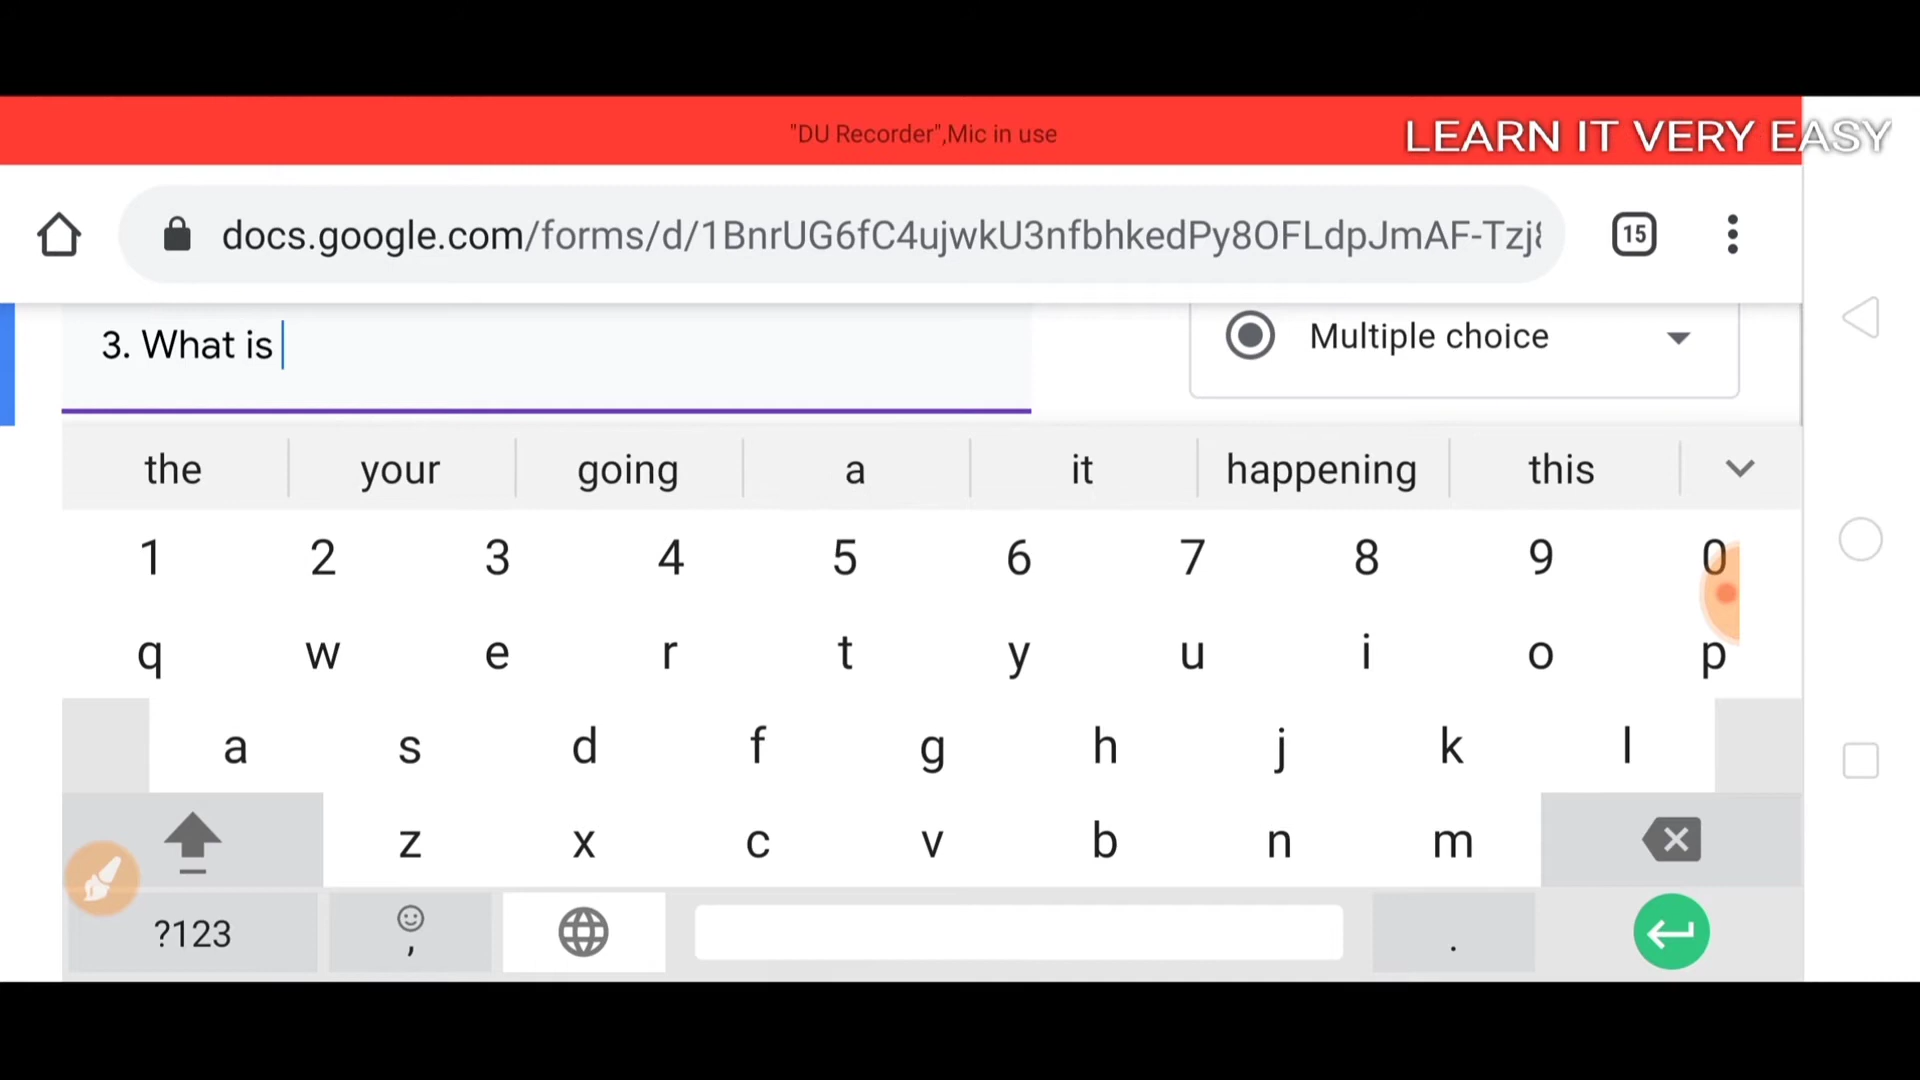 "DU Recorder",Mic in use
LEARN IT VERY EASY
docs.google.com/forms/d/1BnrUG6fC4ujwkU3nfbhkedPy8OFLdpJmAF-Tzj
15
3. What is
Multiple choice
the your going a it happening this
1 2 3 4 5 6 7 8 9 0
q w e r t y u i o p
a s d f g h j k l
z x c v b n m
?123 , .